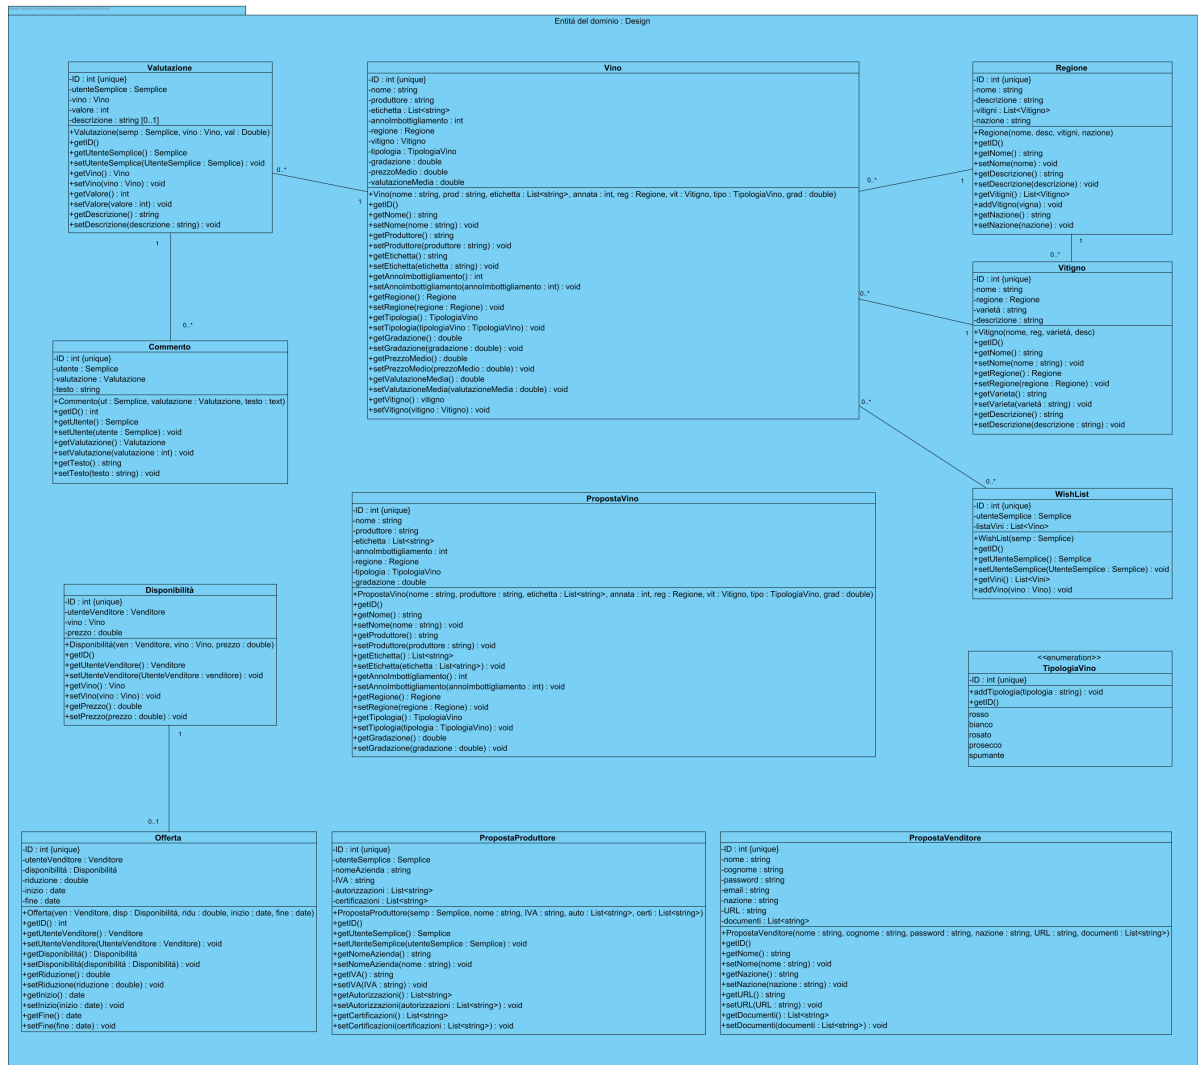 Entitá del dominio : Design
Valutazione
-ID : int {unique}
-utenteSemplice : Semplice
-vino : Vino
-valore : int
-descrizione : string [0..1]
+Valutazione(semp : Semplice, vino : Vino, val : Double)
+getID()
+getUtenteSemplice() : Semplice
+setUtenteSemplice(UtenteSemplice : Semplice) : void
+getVino() : Vino
+setVino(vino : Vino) : void
+getValore() : int
+setValore(valore : int) : void
+getDescrizione() : string
+setDescrizione(descrizione : string) : void
0..*
1
1
0..*
Vino
-ID : int {unique}
-nome : string
-produttore : string
-etichetta : List<string>
-annoImbottigliamento : int
-regione : Regione
-vitigno : Vitigno
-tipologia : TipologiaVino
-gradazione : double
-prezzoMedio : double
-valutazioneMedia : double
+Vino(nome : string, prod : string, etichetta : List<string>, annata : int, reg : Regione, vit : Vitigno, tipo : TipologiaVino, grad : double)
+getID()
+getNome() : string
+setNome(nome : string) : void
+getProduttore() : string
+setProduttore(produttore : string) : void
+getEtichetta() : string
+setEtichetta(etichetta : string) : void
+getAnnoImbottigliamento() : int
+setAnnoImbottigliamento(annoImbottigliamento : int) : void
+getRegione() : Regione
+setRegione(regione : Regione) : void
+getTipologia() : TipologiaVino
+setTipologia(tipologiaVino : TipologiaVino) : void
+getGradazione() : double
+setGradazione(gradazione : double) : void
+getPrezzoMedio() : double
+setPrezzoMedio(prezzoMedio : double) : void
+getValutazioneMedia() : double
+setValutazioneMedia(valutazioneMedia : double) : void
+getVitigno() : vitigno
+setVitigno(vitigno : Vitigno) : void
0..*
1
0..*
1
0..*
0..*
Regione
-ID : int {unique}
-nome : string
-descrizione : string
-vitigni : List<Vitigno>
-nazione : string
+Regione(nome, desc, vitigni, nazione)
+getID()
+getNome() : string
+setNome(nome) : void
+getDescrizione() : string
+setDescrizione(descrizione) : void
+getVitigni() : List<Vitigno>
+addVitigno(vigna) : void
+getNazione() : string
+setNazione(nazione) : void
1
0..*
Vitigno
-ID : int {unique}
-nome : string
-regione : Regione
-varietá : string
-descrizione : string
+Vitigno(nome, reg, varietá, desc)
+getID()
+getNome() : string
+setNome(nome : string) : void
+getRegione() : Regione
+setRegione(regione : Regione) : void
+getVarieta() : string
+setVarieta(varietá : string) : void
+getDescrizione() : string
+setDescrizione(descrizione : string) : void
Commento
-ID : int {unique}
-utente : Semplice
-valutazione : Valutazione
-testo : string
+Commento(ut : Semplice, valutazione : Valutazione, testo : text)
+getID() : int
+getUtente() : Semplice
+setUtente(utente : Semplice) : void
+getValutazione() : Valutazione
+setValutazione(valutazione : int) : void
+getTesto() : string
+setTesto(testo : string) : void
WishList
-ID : int {unique}
-utenteSemplice : Semplice
-listaVini : List<Vino>
+WishList(semp : Semplice)
+getID()
+getUtenteSemplice() : Semplice
+setUtenteSemplice(UtenteSemplice : Semplice) : void
+getVini() : List<Vini>
+addVino(vino : Vino) : void
PropostaVino
-ID : int {unique}
-nome : string
-produttore : string
-etichetta : List<string>
-annoImbottigliamento : int
-regione : Regione
-tipologia : TipologiaVino
-gradazione : double
+PropostaVino(nome : string, produttore : string, etichetta : List<string>, annata : int, reg : Regione, vit : Vitigno, tipo : TipologiaVino, grad : double)
+getID()
+getNome() : string
+setNome(nome : string) : void
+getProduttore() : string
+setProduttore(produttore : string) : void
+getEtichetta() : List<string>
+setEtichetta(etichetta : List<string>) : void
+getAnnoImbottigliamento() : int
+setAnnoImbottigliamento(annoImbottigliamento : int) : void
+getRegione() : Regione
+setRegione(regione : Regione) : void
+getTipologia() : TipologiaVino
+setTipologia(tipologia : TipologiaVino) : void
+getGradazione() : double
+setGradazione(gradazione : double) : void
Disponibilitá
-ID : int {unique}
-utenteVenditore : Venditore
-vino : Vino
-prezzo : double
+Disponibilitá(ven : Venditore, vino : Vino, prezzo : double)
+getID()
+getUtenteVenditore() : Venditore
+setUtenteVenditore(UtenteVenditore : venditore) : void
+getVino() : Vino
+setVino(vino : Vino) : void
+getPrezzo() : double
+setPrezzo(prezzo : double) : void
1
0..1
<<enumeration>>
TipologiaVino
-ID : int {unique}
+addTipologia(tipologia : string) : void
+getID()
rosso
bianco
rosato
prosecco
spumante
Offerta
-ID : int {unique}
-utenteVenditore : Venditore
-disponibilitá : Disponibilitá
-riduzione : double
-inizio : date
-fine : date
+Offerta(ven : Venditore, disp : Disponibilitá, ridu : double, inizio : date, fine : date)
+getID() : int
+getUtenteVenditore() : Venditore
+setUtenteVenditore(UtenteVenditore : Venditore) : void
+getDisponibilitá() : Disponibilitá
+setDisponibilitá(disponibilitá : Disponibilitá) : void
+getRiduzione() : double
+setRiduzione(riduzione : double) : void
+getInizio() : date
+setInizio(inizio : date) : void
+getFine() : date
+setFine(fine : date) : void
PropostaProduttore
-ID : int {unique}
-utenteSemplice : Semplice
-nomeAzienda : string
-IVA : string
-autorizzazioni : List<string>
-certificazioni : List<string>
+PropostaProduttore(semp : Semplice, nome : string, IVA : string, auto : List<string>, certi : List<string>)
+getID()
+getUtenteSemplice() : Semplice
+setUtenteSemplice(utenteSemplice : Semplice) : void
+getNomeAzienda() : string
+setNomeAzienda(nome : string) : void
+getIVA() : string
+setIVA(IVA : string) : void
+getAutorizzazioni() : List<string>
+setAutorizzazioni(autorizzazioni : List<string>) : void
+getCertificazioni() : List<string>
+setCertificazioni(certificazioni : List<string>) : void
PropostaVenditore
-ID : int {unique}
-nome : string
-cognome : string
-password : string
-email : string
-nazione : string
-URL : string
-documenti : List<string>
+PropostaVenditore(nome : string, cognome : string, password : string, nazione : string, URL : string, documenti : List<string>)
+getID()
+getNome() : string
+setNome(nome : string) : void
+getNazione() : string
+setNazione(nazione : string) : void
+getURL() : string
+setURL(URL : string) : void
+getDocumenti() : List<string>
+setDocumenti(documenti : List<string>) : void